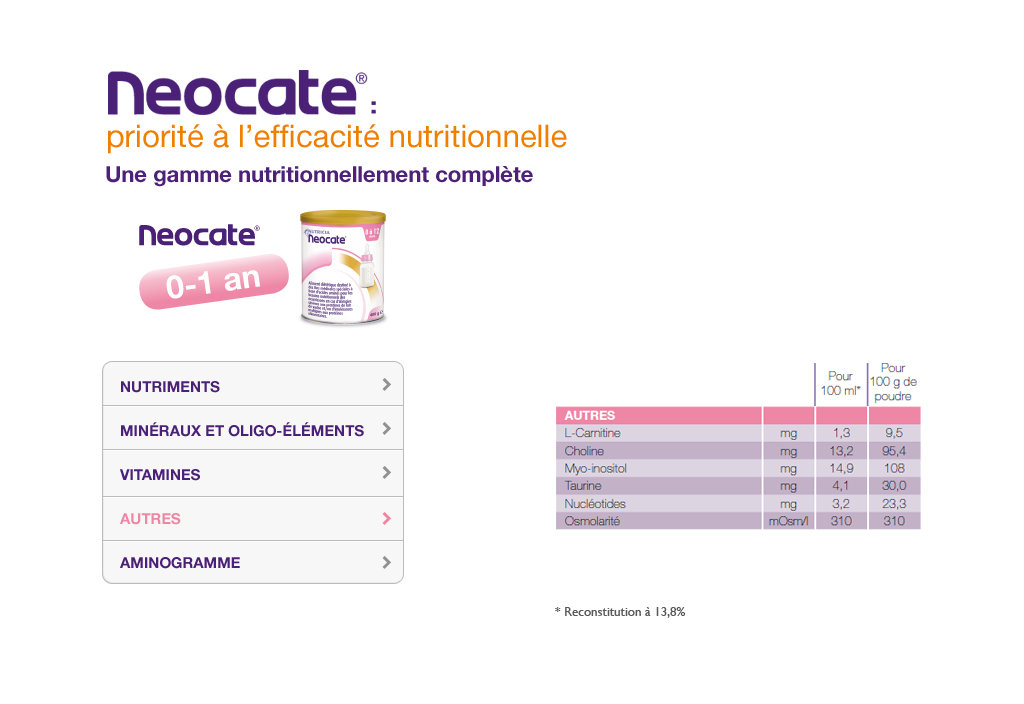 neocate® :
priorité à l'efficacité nutritionnelle
Une gamme nutritionnellement complète
neocate®
0-1 an
NUTRICIA
neocate
NUTRIMENTS
MINÉRAUX ET OLIGO-ÉLÉMENTS
VITAMINES
AUTRES
AMINOGRAMME
Pour 100 ml* Pour 100 g de poudre
AUTRES
L-Carnitine mg 1,3 9,5
Choline mg 13,2 95,4
Myo-inositol mg 14,9 108
Taurine mg 4,1 30,0
Nucléotides mg 3,2 23,3
Osmolarité mOsm/l 310 310
* Reconstitution à 13,8%